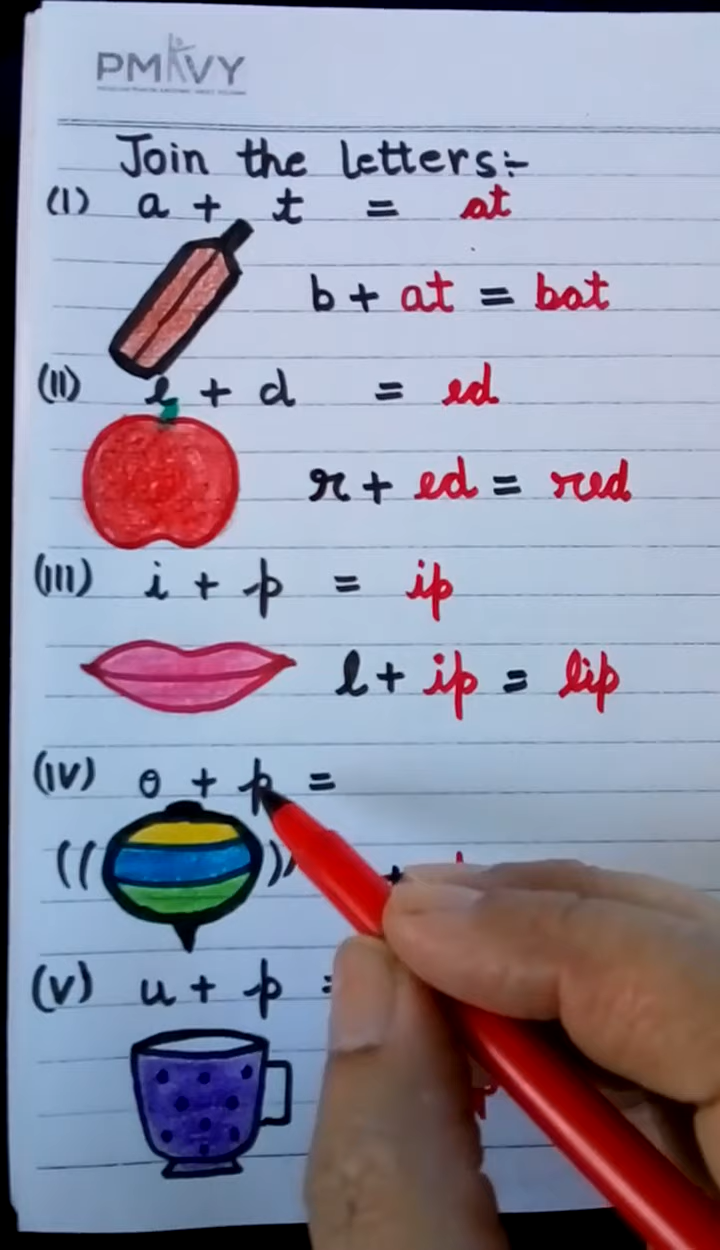 PMKVY
Join the letters:-
(I) a + t = at
b + at = bat
(II) e + d = ed
r + ed = red
(III) i + p = ip
l + ip = lip
(IV) o + p =
+
(V) u + p =